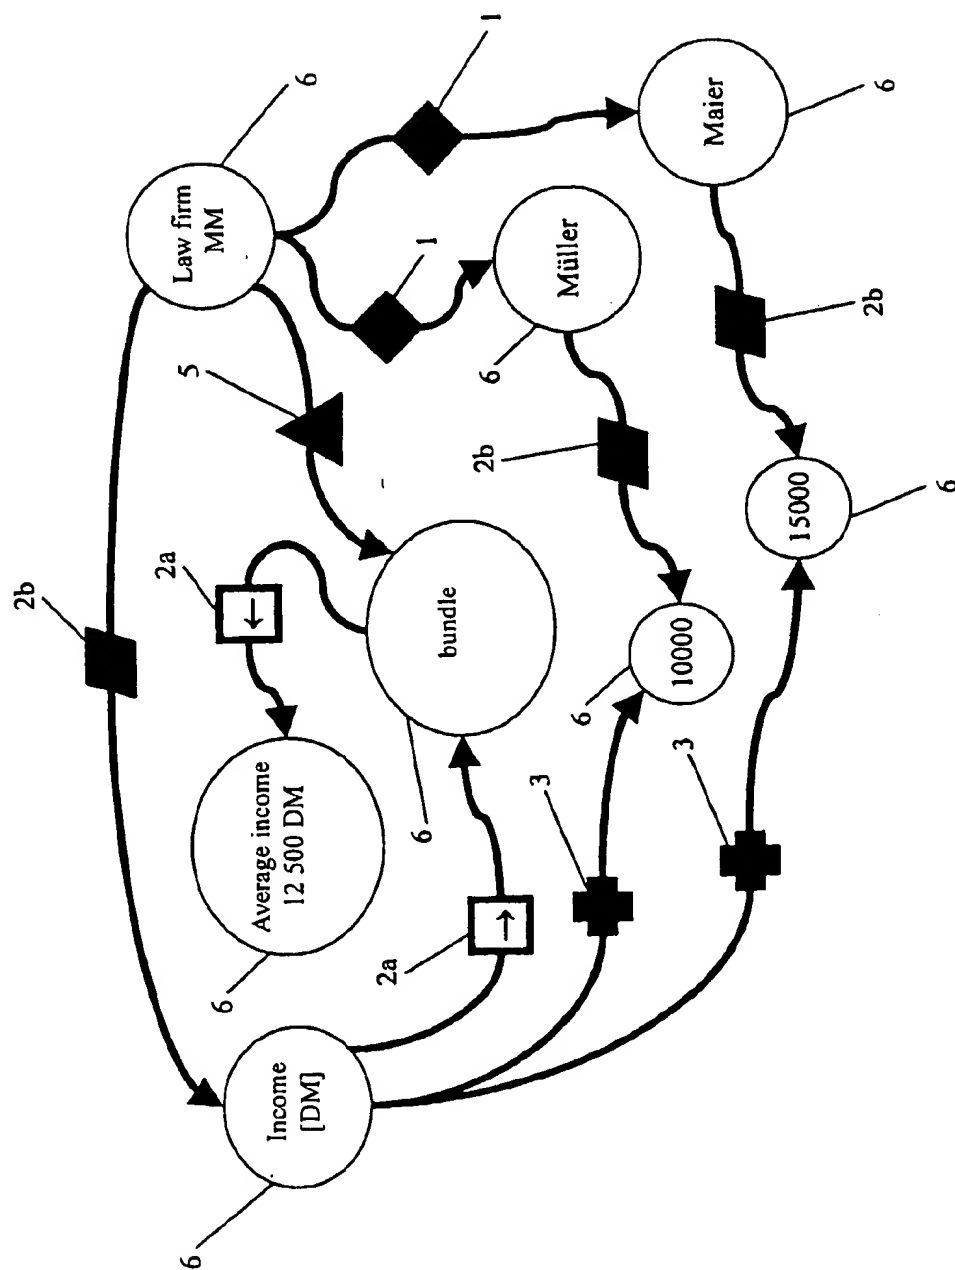 2b
2a
Law firm
MM
6
5
6
Average income
12 500 DM
Income
[DM]
6
2a
6
1
bundle
2b
6
1
3
Müller
6
10000
3
Maier
15000
2b
6
6